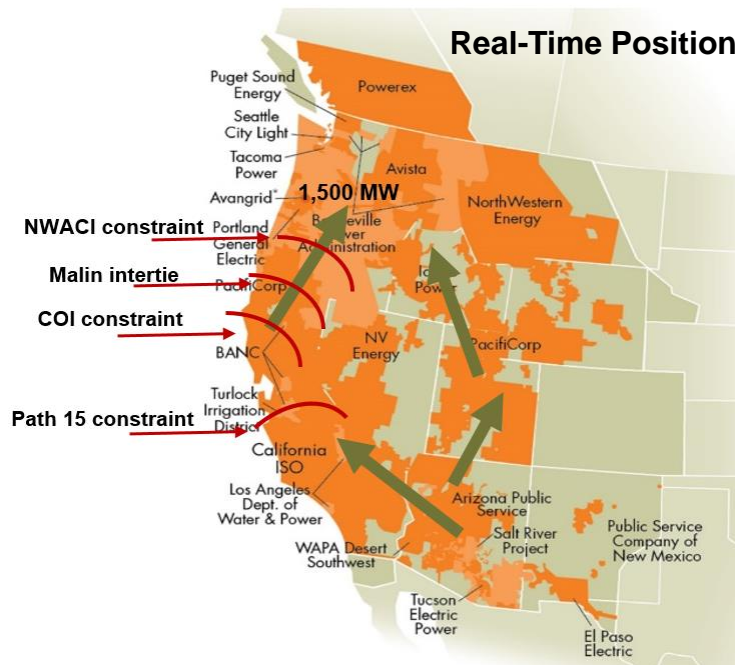 Real-Time Position
Puget Sound
Energy
Powerex
Seattle
City Light
Tacoma
Power
Avista
Avangrid*
1,500 MW
NorthWestern
Energy
NWACI constraint
Portland
General
Electric
Administration
Malin intertie
PacifiCorp
Power
COI constraint
NV
Energy
PacifiCorp
BANC
Turlock
Irrigation
District
Path 15 constraint
California
ISO
Los Angeles
Dept. of
Water & Power
Arizona Public
Service
Salt River
Project
Public Service
Company of
New Mexico
WAPA Desert
Southwest
Tucson
Electric
Power
El Paso
Electric